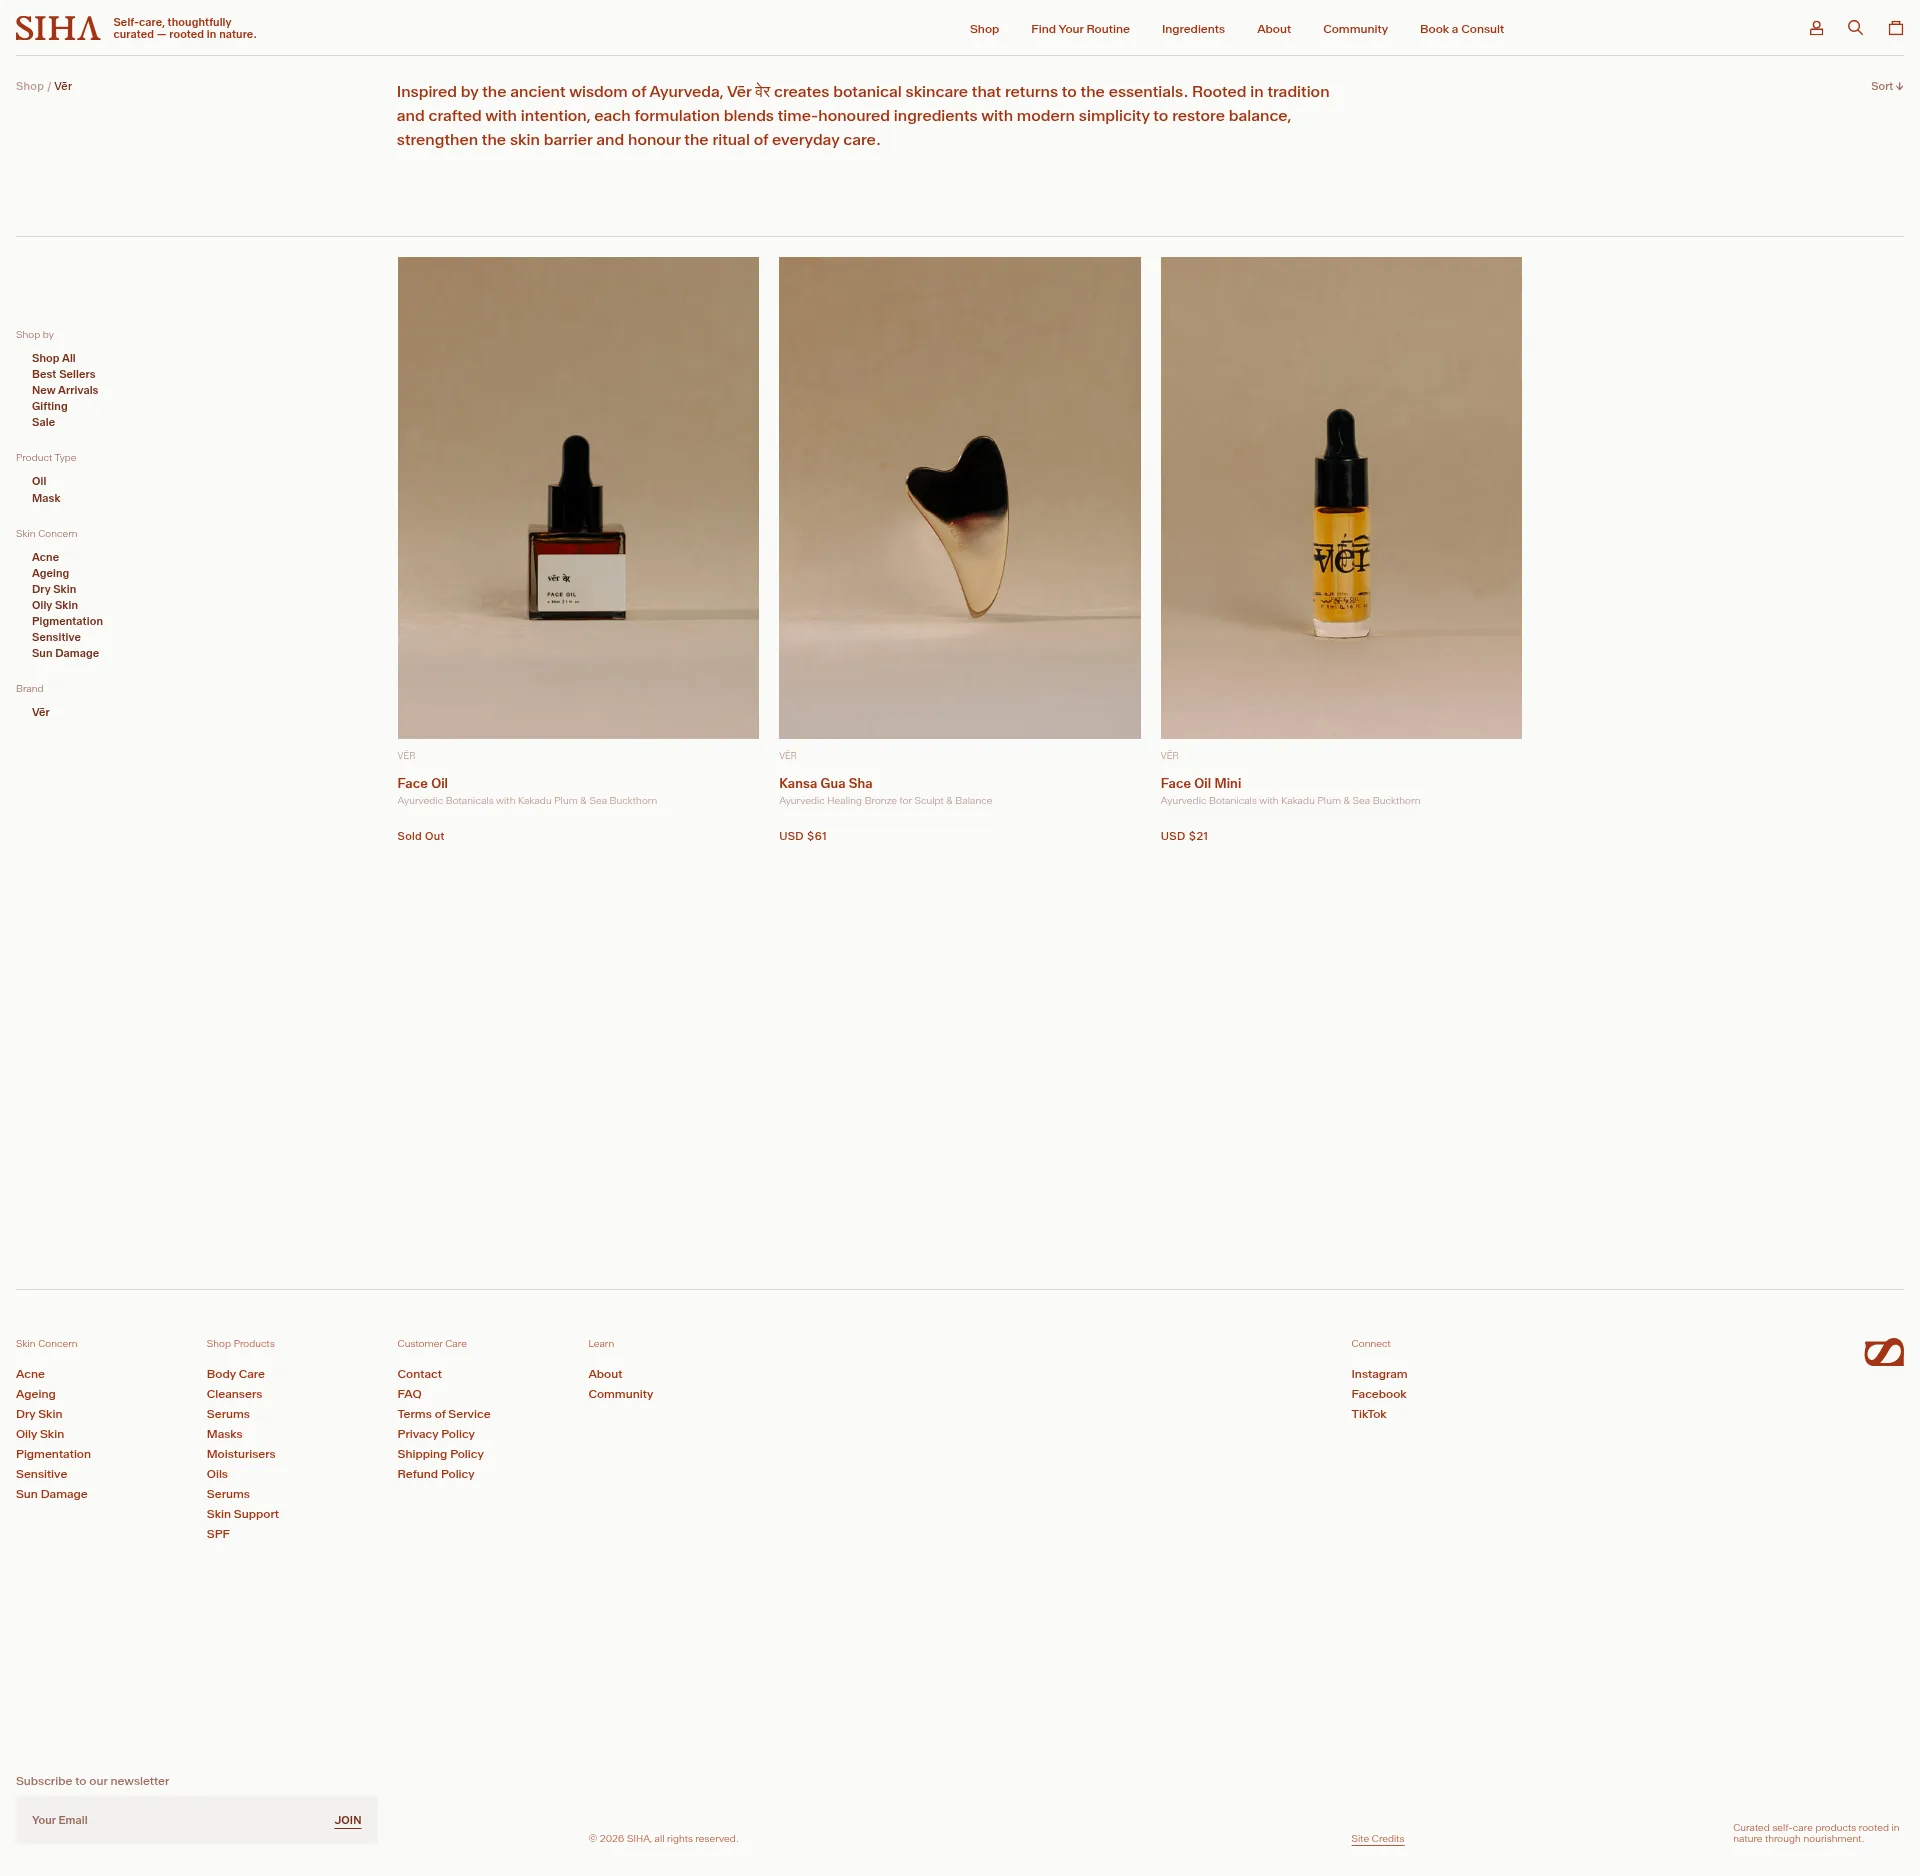 SIHA
Self-care, thoughtfully
curated — rooted in nature.
Shop
Find Your Routine
Ingredients
About
Community
Book a Consult
Shop / Vēr
Inspired by the ancient wisdom of Ayurveda, Vēr वेर creates botanical skincare that returns to the essentials. Rooted in tradition
and crafted with intention, each formulation blends time-honoured ingredients with modern simplicity to restore balance,
strengthen the skin barrier and honour the ritual of everyday care.
Sort ↓
Shop by
Shop All
Best Sellers
New Arrivals
Gifting
Sale
Product Type
Oil
Mask
Skin Concern
Acne
Ageing
Dry Skin
Oily Skin
Pigmentation
Sensitive
Sun Damage
Brand
Vēr
vēr वेर
FACE OIL
VĒR
Face Oil
Ayurvedic Botanicals with Kakadu Plum & Sea Buckthorn
Sold Out
VĒR
Kansa Gua Sha
Ayurvedic Healing Bronze for Sculpt & Balance
USD $61
vēr
VĒR
Face Oil Mini
Ayurvedic Botanicals with Kakadu Plum & Sea Buckthorn
USD $21
Skin Concern
Acne
Ageing
Dry Skin
Oily Skin
Pigmentation
Sensitive
Sun Damage
Shop Products
Body Care
Cleansers
Serums
Masks
Moisturisers
Oils
Serums
Skin Support
SPF
Customer Care
Contact
FAQ
Terms of Service
Privacy Policy
Shipping Policy
Refund Policy
Learn
About
Community
Connect
Instagram
Facebook
TikTok
Subscribe to our newsletter
Your Email
JOIN
© 2026 SIHA, all rights reserved.
Site Credits
Curated self-care products rooted in
nature through nourishment.